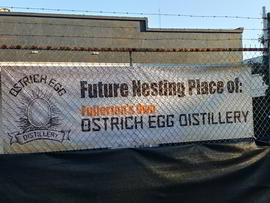 OSTRICH EGG
DISTILLERY
Future Nesting Place of:
Fullerton's Own
OSTRICH EGG DISTILLERY